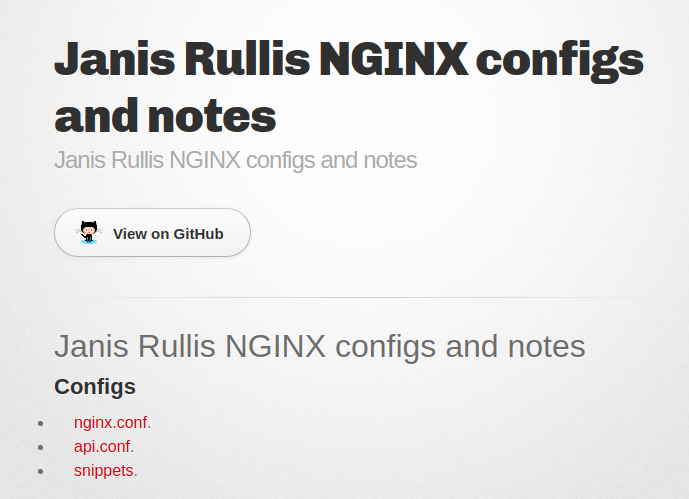 Janis Rullis NGINX configs
and notes
Janis Rullis NGINX configs and notes
View on GitHub
Janis Rullis NGINX configs and notes
Configs
nginx.conf.
api.conf.
snippets.